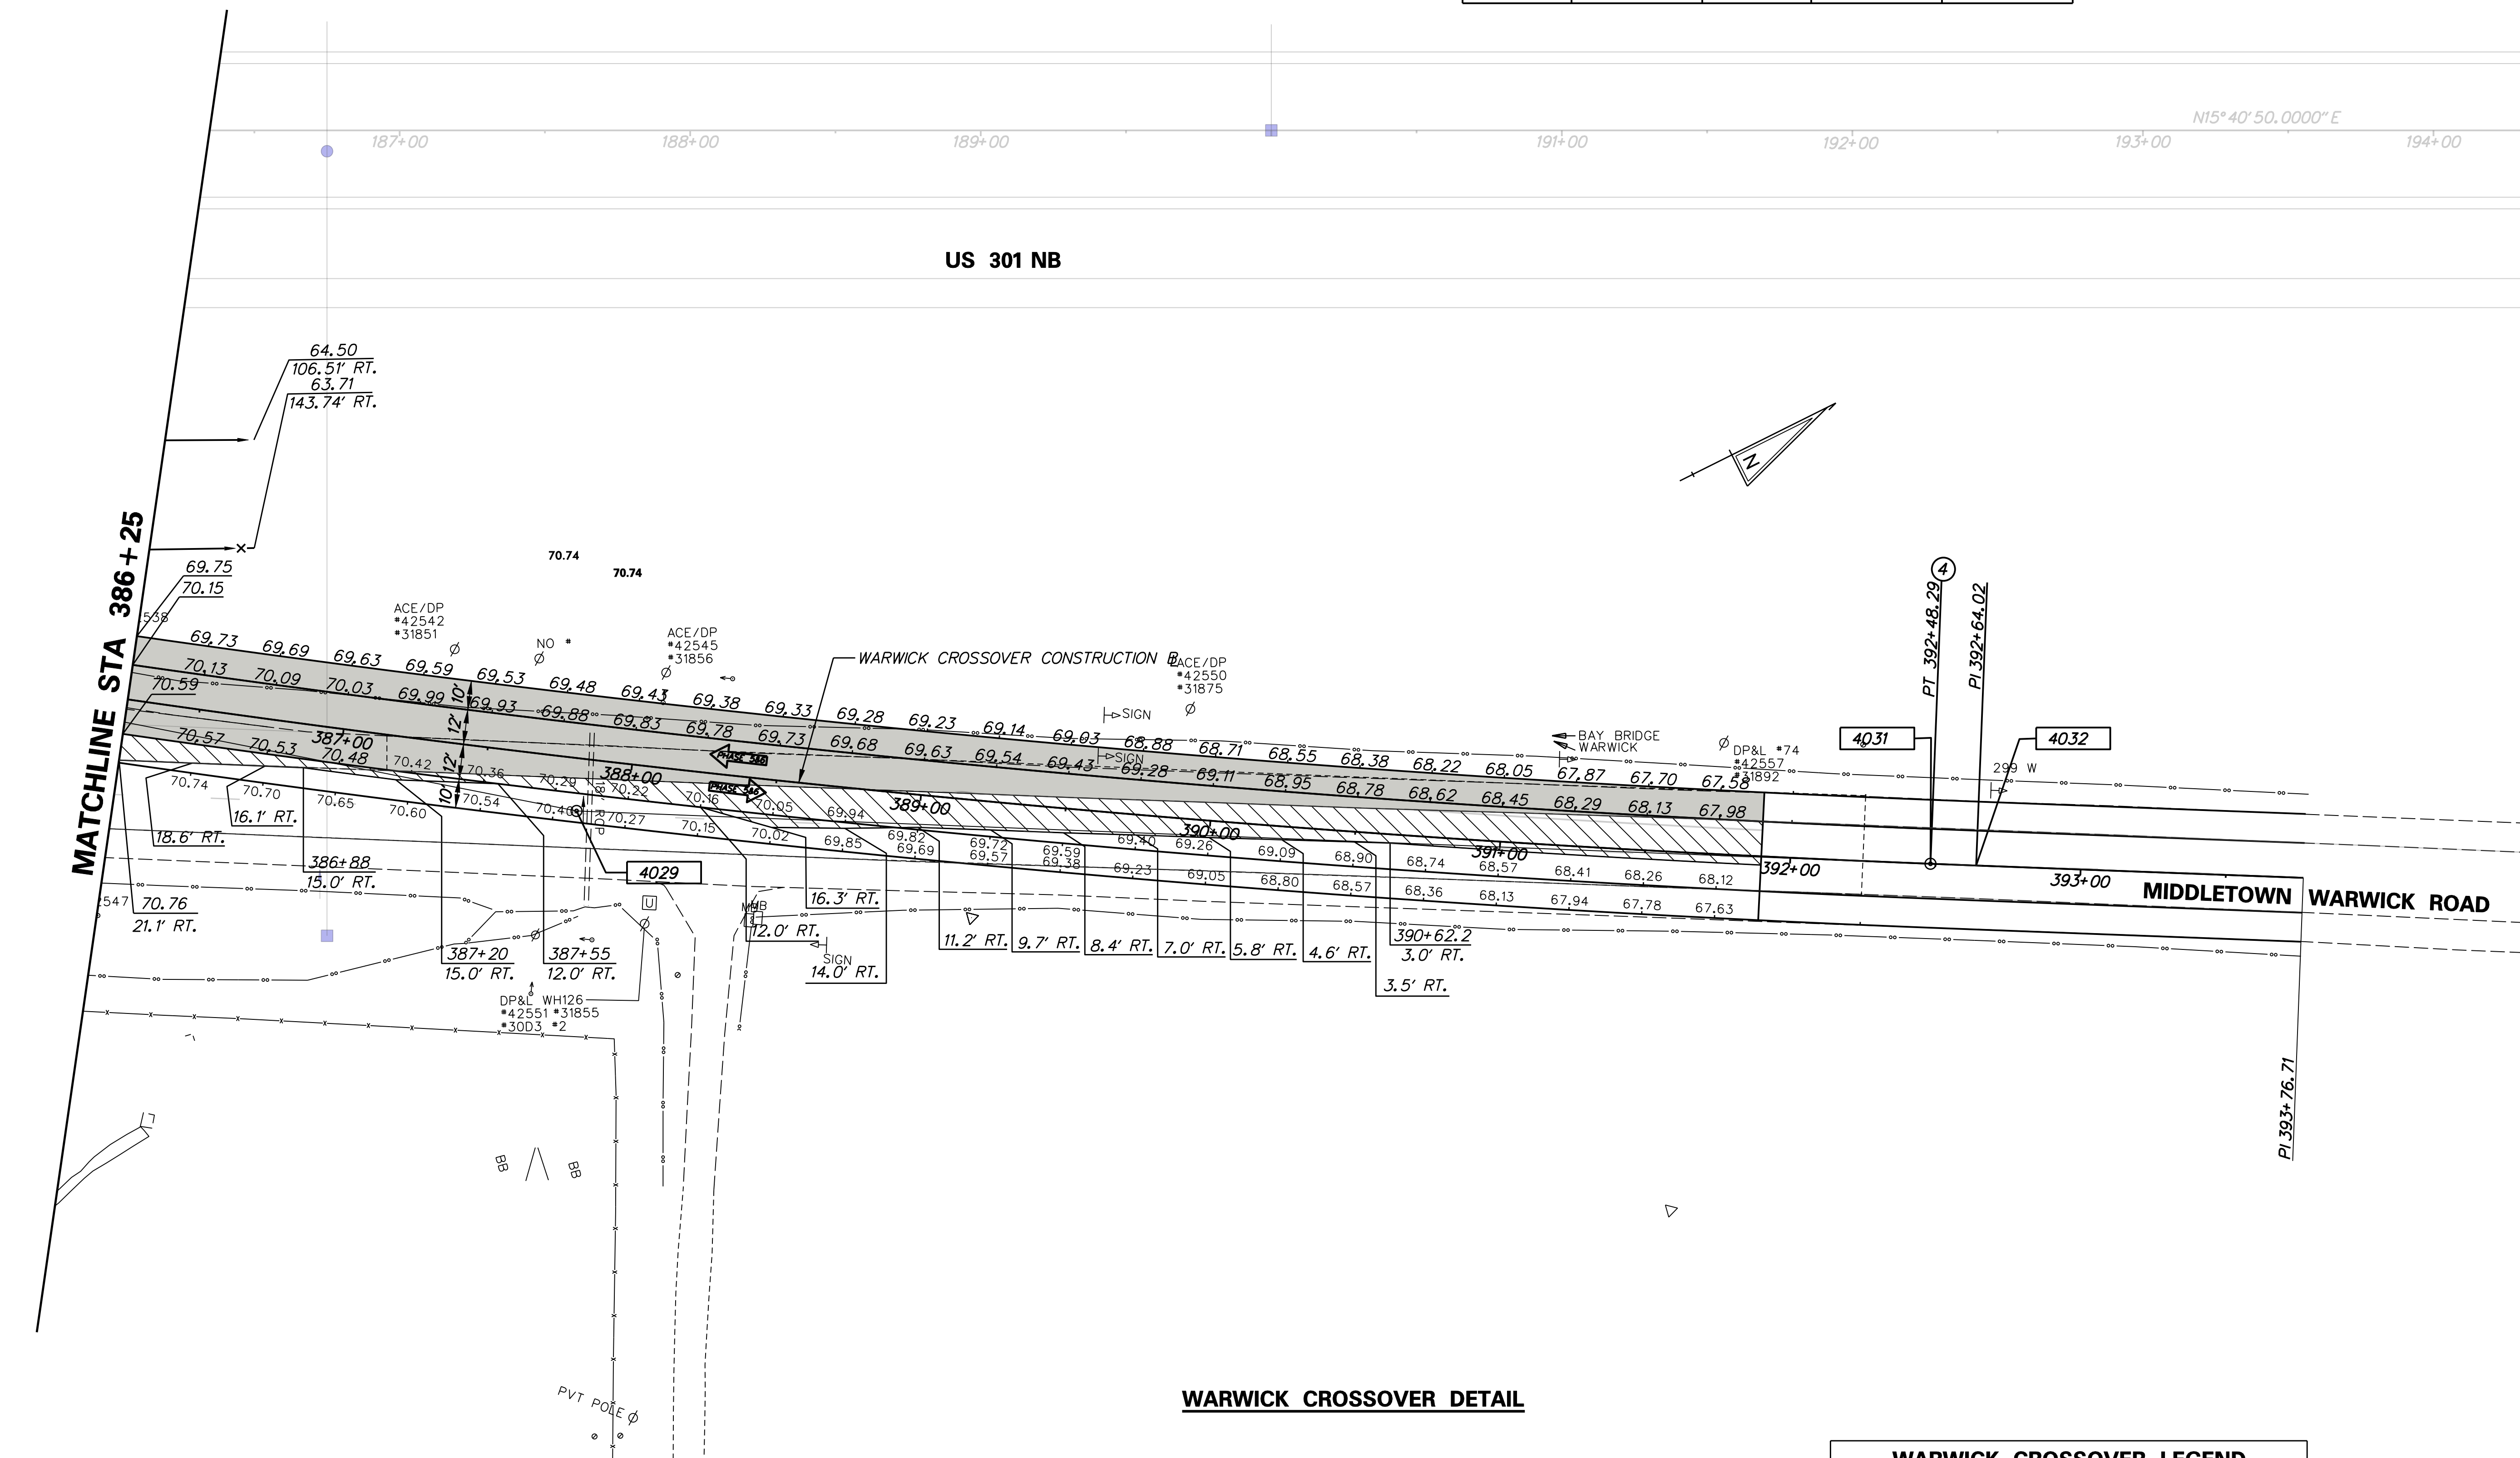 N15°40'50.0000" E
187+00 188+00 189+00 191+00 192+00 193+00 194+00
US 301 NB
64.50
106.51' RT.
63.71
143.74' RT.
MATCHLINE STA 386+25
69.75
70.15
70.59
70.74
70.74
ACE/DP
#42542
#31851
NO #
ACE/DP
#42545
#31856
WARWICK CROSSOVER CONSTRUCTION ℄
ACE/DP
#42550
#31875
SIGN
SIGN
BAY BRIDGE
WARWICK
DP&L #74
#42557
#31892
4
PT 392+48.29
PI 392+64.02
4031
4032
299 W
69.73 69.69 69.63 69.59 69.53 69.48 69.43 69.38 69.33 69.28 69.23 69.14 69.03 68.88 68.71 68.55 68.38 68.22 68.05 67.87 67.70 67.58
70.13 70.09 70.03 69.99 69.93 69.88 69.83 69.78 69.73 69.68 69.63 69.54 69.43 69.28 69.11 68.95 68.78 68.62 68.45 68.29 68.13 67.98
10'
12'
12'
10'
387+00 388+00 389+00 390+00 391+00 392+00 393+00
70.57 70.53 70.48 70.42 70.36 70.29 70.22 70.16 70.05 69.94 69.82 69.72 69.59 69.40 69.26 69.09 68.90 68.74 68.57 68.41 68.26 68.12
70.74 70.70 70.65 70.60 70.54 70.40 70.27 70.15 70.02 69.85 69.69 69.57 69.38 69.23 69.05 68.80 68.57 68.36 68.13 67.94 67.78 67.63
MIDDLETOWN WARWICK ROAD
538
547
RCP
4029
18.6' RT.
16.1' RT.
386+88
15.0' RT.
70.76
21.1' RT.
387+20
15.0' RT.
387+55
12.0' RT.
U
MB
12.0' RT.
16.3' RT.
SIGN
14.0' RT.
11.2' RT.
9.7' RT.
8.4' RT.
7.0' RT.
5.8' RT.
4.6' RT.
390+62.2
3.0' RT.
3.5' RT.
DP&L WH126
#42551 #31855
#30D3 #2
BB
BB
PI 393+76.71
PVT POLE
N
WARWICK CROSSOVER DETAIL
WARWICK CROSSOVER LEGEND